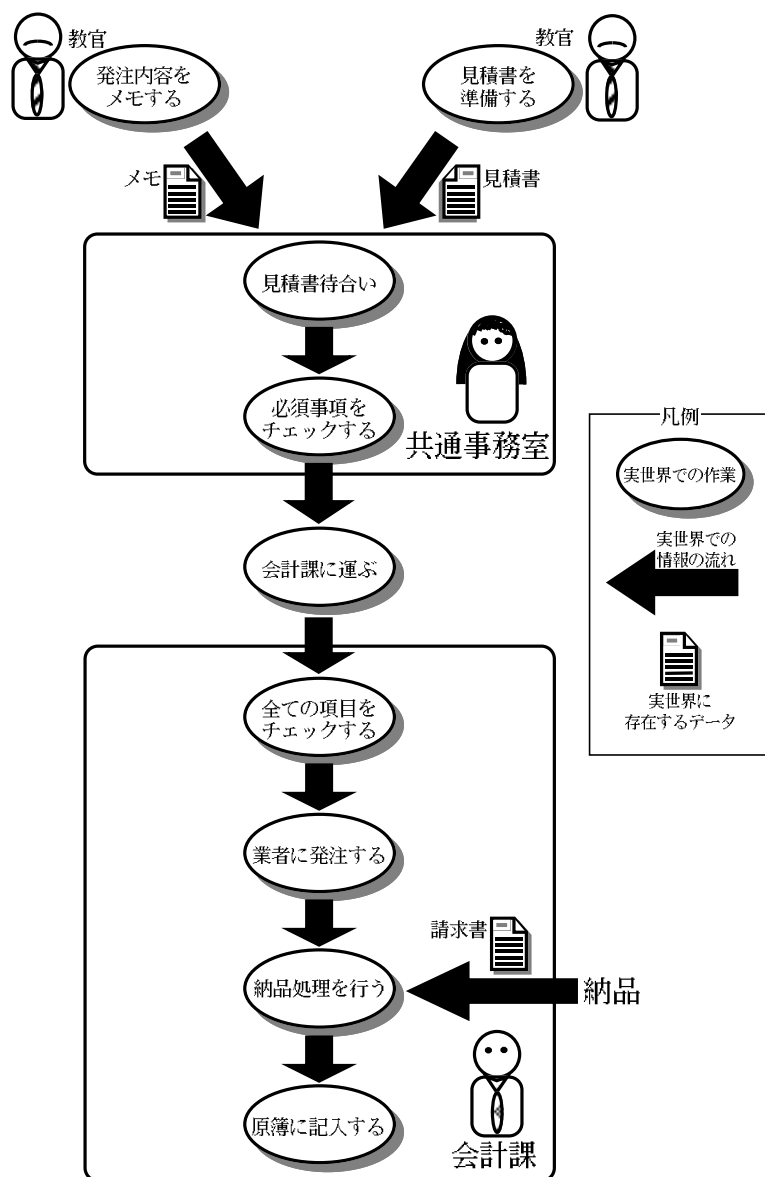 教官
発注内容を
メモする
教官
見積書を
準備する
メモ
見積書
見積書待合い
必須事項を
チェックする
共通事務室
会計課に運ぶ
全ての項目を
チェックする
業者に発注する
請求書
納品処理を行う
納品
原簿に記入する
会計課
凡例
実世界での作業
実世界での
情報の流れ
実世界に
存在するデータ